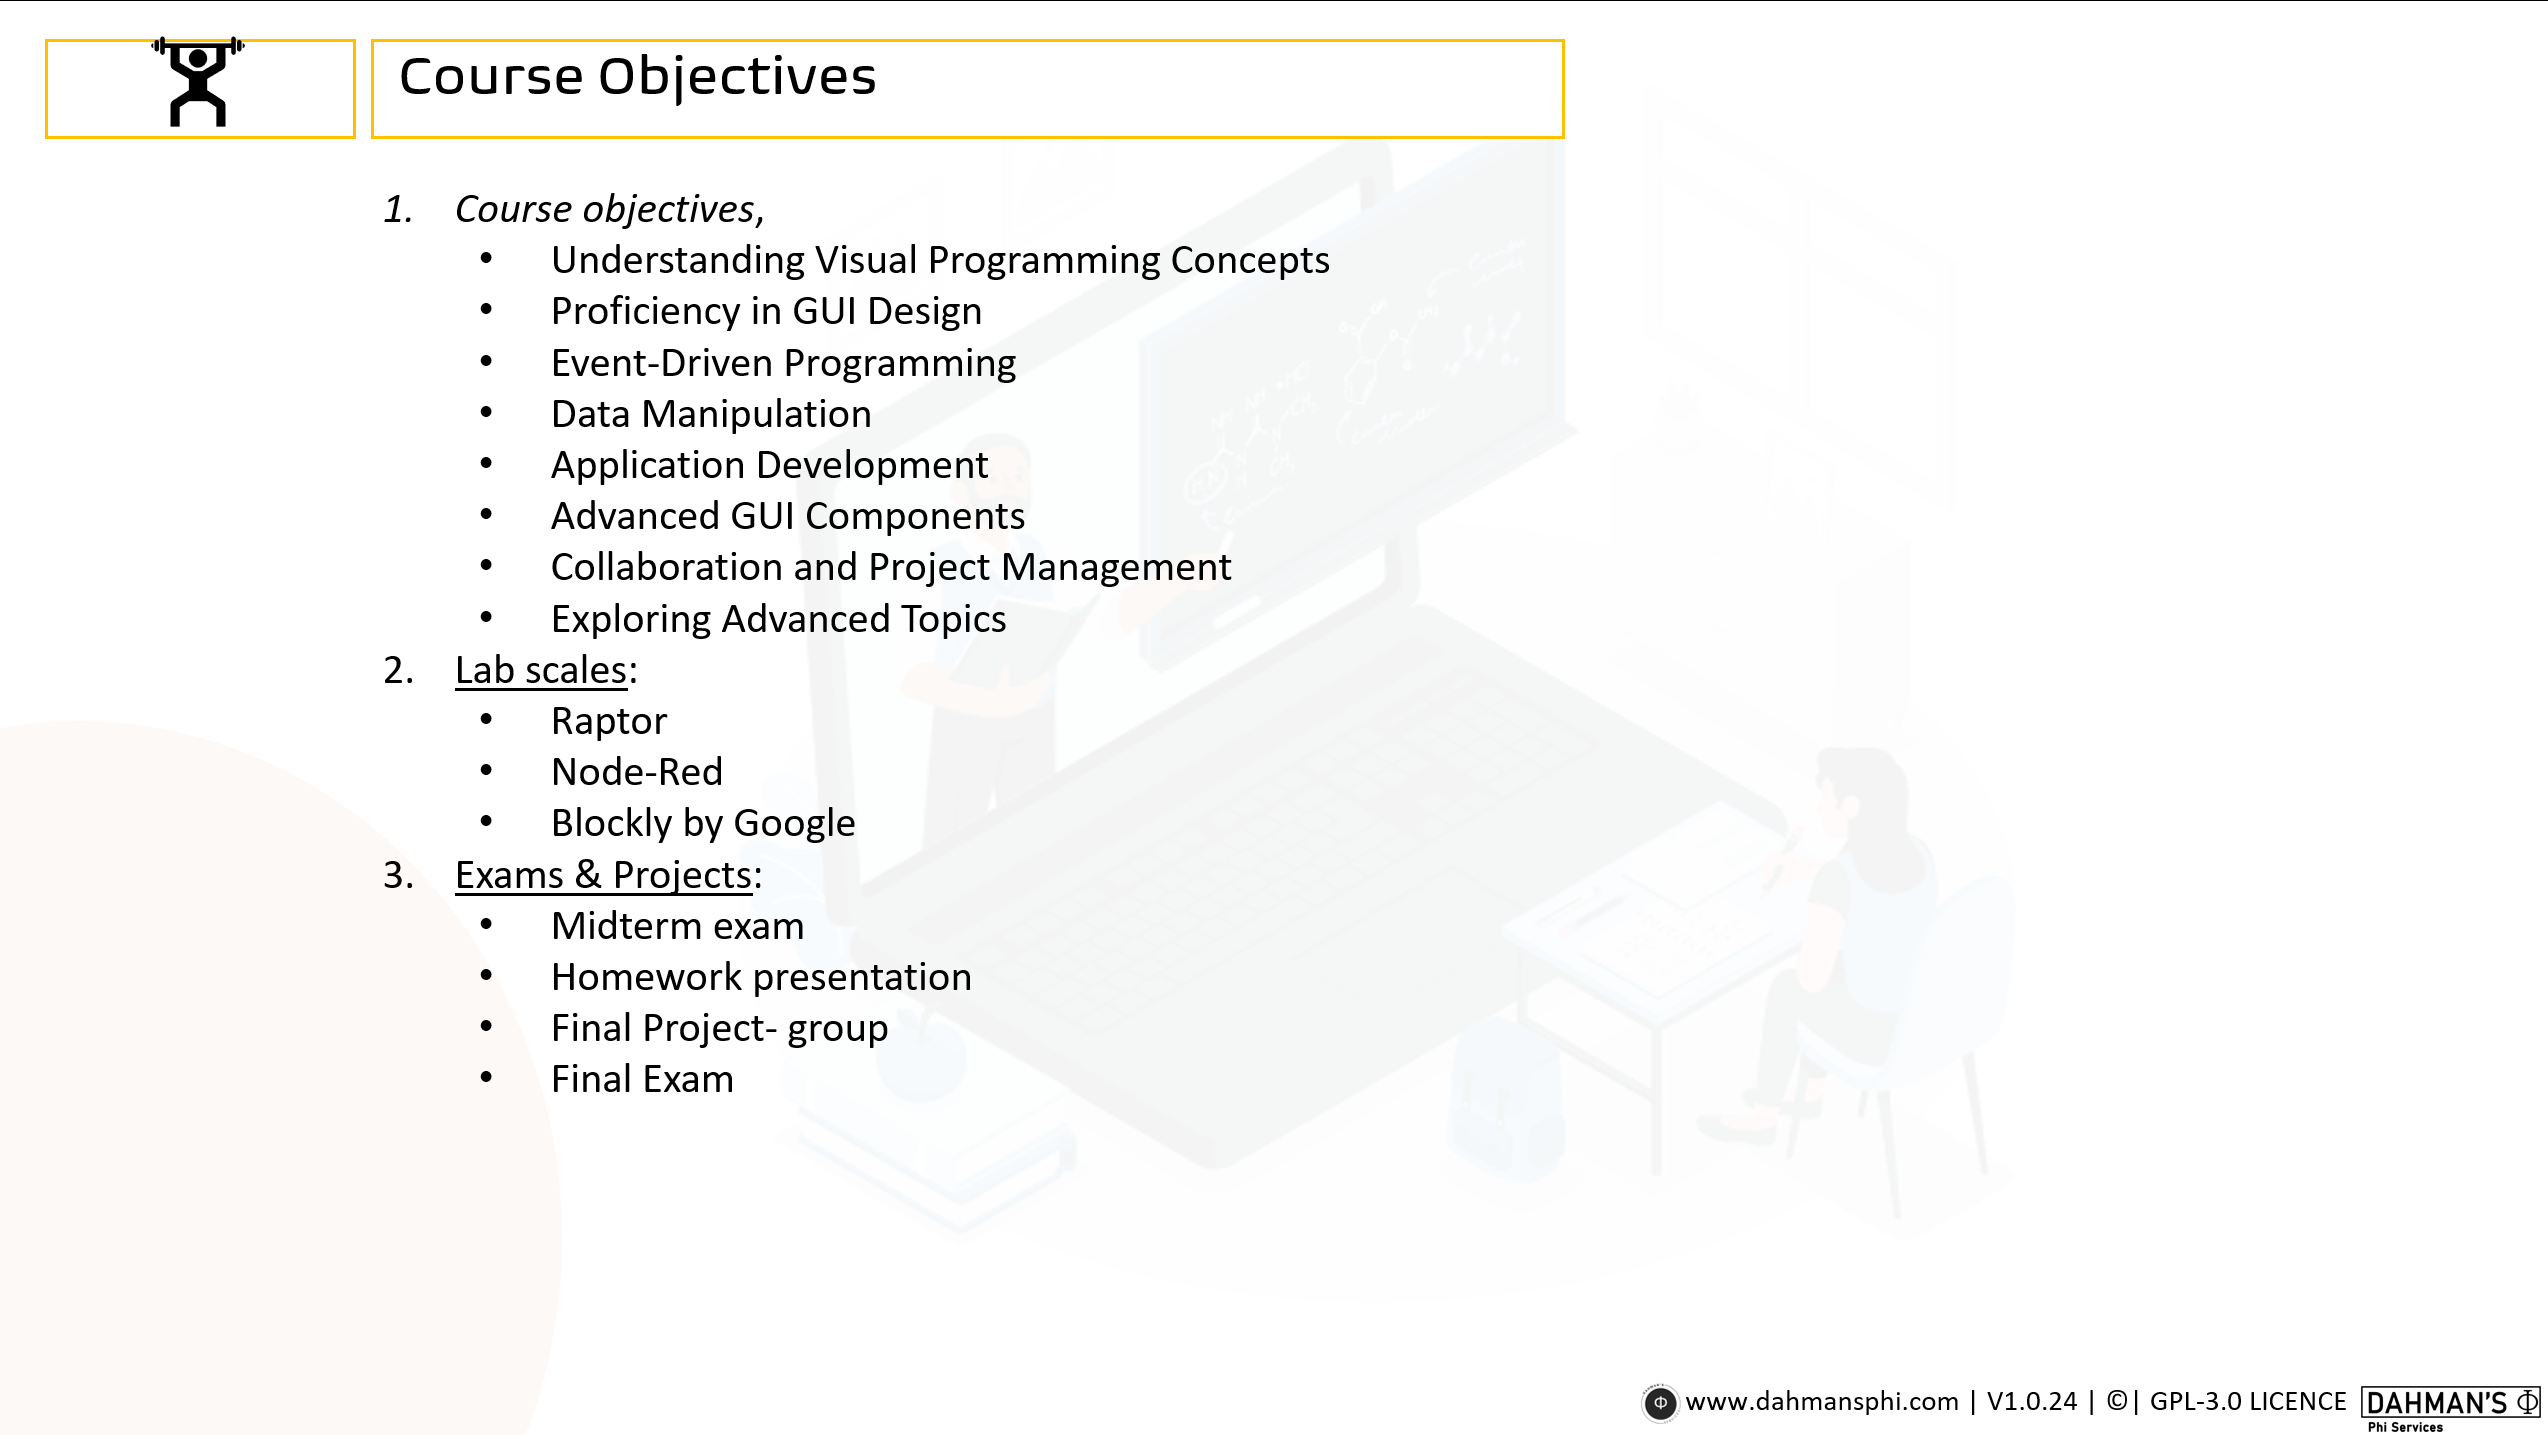 Course Objectives
1. Course objectives,
• Understanding Visual Programming Concepts
• Proficiency in GUI Design
• Event-Driven Programming
• Data Manipulation
• Application Development
• Advanced GUI Components
• Collaboration and Project Management
• Exploring Advanced Topics
2. Lab scales:
• Raptor
• Node-Red
• Blockly by Google
3. Exams & Projects:
• Midterm exam
• Homework presentation
• Final Project- group
• Final Exam
Φ www.dahmansphi.com | V1.0.24 | ©| GPL-3.0 LICENCE DAHMAN'S Φ
Phi Services